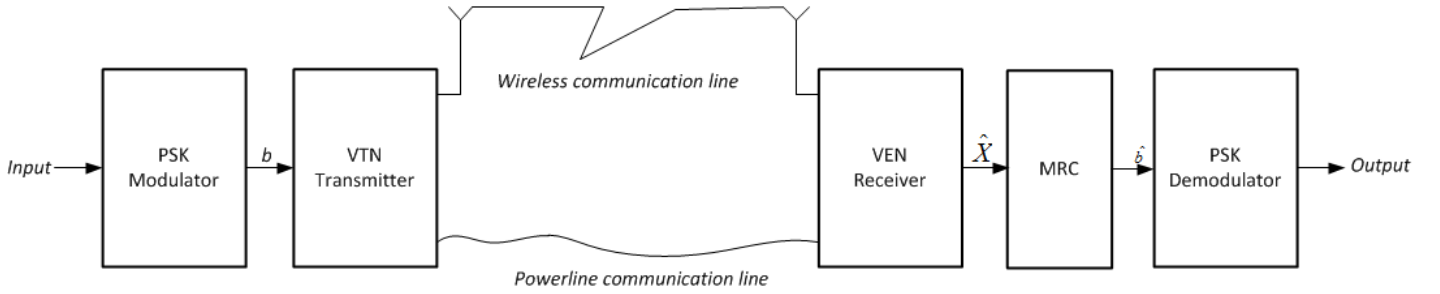 Wireless communication line
Input
PSK
Modulator
b
VTN
Transmitter
VEN
Receiver
X̂
MRC
b̂
PSK
Demodulator
Output
Powerline communication line